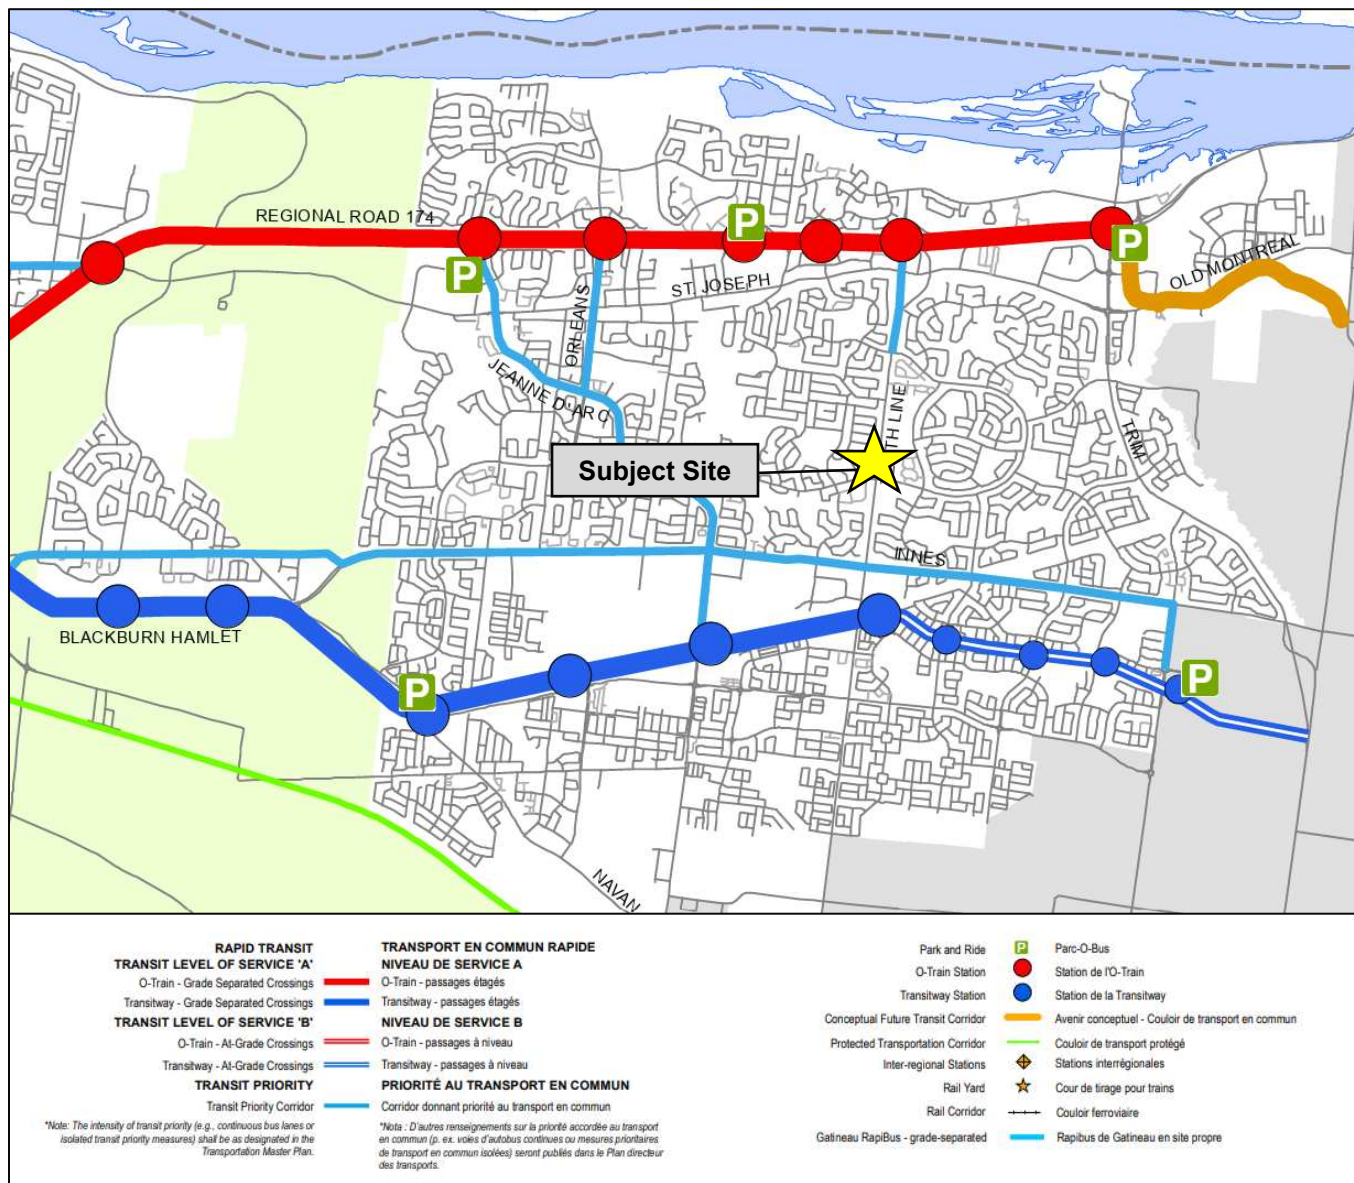 REGIONAL ROAD 174
P
P
P
OLD MONTREAL
ST. JOSEPH
ORLEANS
JEANNE D'ARC
TH LINE
TRIM
Subject Site
INNES
BLACKBURN HAMLET
P
P
NAVAN
RAPID TRANSIT
TRANSIT LEVEL OF SERVICE 'A'
O-Train - Grade Separated Crossings
Transitway - Grade Separated Crossings
TRANSIT LEVEL OF SERVICE 'B'
O-Train - At-Grade Crossings
Transitway - At-Grade Crossings
TRANSIT PRIORITY
Transit Priority Corridor
*Note: The intensity of transit priority (e.g., continuous bus lanes or
isolated transit priority measures) shall be as designated in the
Transportation Master Plan.
TRANSPORT EN COMMUN RAPIDE
NIVEAU DE SERVICE A
O-Train - passages étagés
Transitway - passages étagés
NIVEAU DE SERVICE B
O-Train - passages à niveau
Transitway - passages à niveau
PRIORITÉ AU TRANSPORT EN COMMUN
Corridor donnant priorité au transport en commun
*Nota : D'autres renseignements sur la priorité accordée au transport
en commun (p. ex. voies d'autobus continues ou mesures prioritaires
de transport en commun isolées) seront publiés dans le Plan directeur
des transports.
Park and Ride P Parc-O-Bus
O-Train Station Station de l'O-Train
Transitway Station Station de la Transitway
Conceptual Future Transit Corridor Avenir conceptuel - Couloir de transport en commun
Protected Transportation Corridor Couloir de transport protégé
Inter-regional Stations Stations interrégionales
Rail Yard Cour de tirage pour trains
Rail Corridor Couloir ferroviaire
Gatineau RapiBus - grade-separated Rapibus de Gatineau en site propre